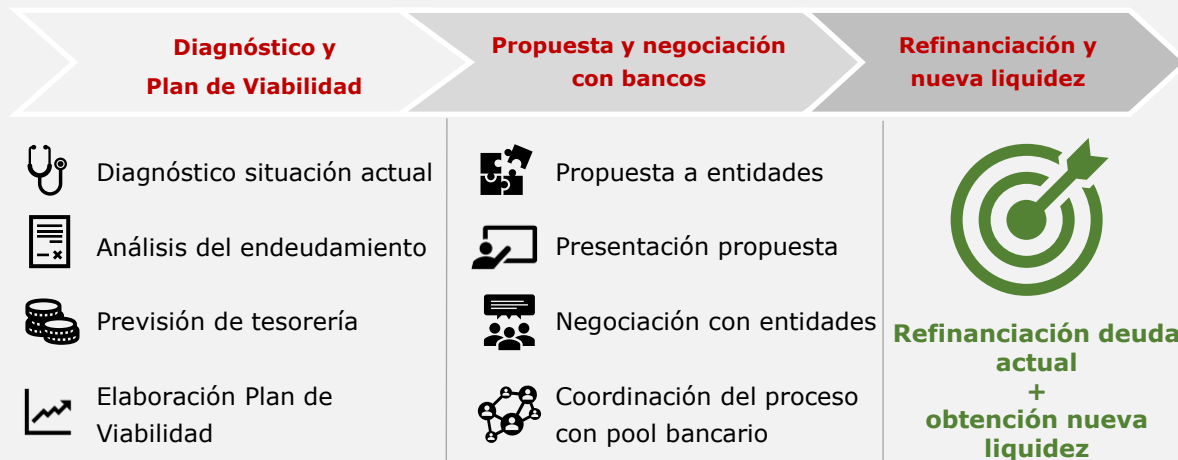 Diagnóstico y
Plan de Viabilidad
Propuesta y negociación
con bancos
Refinanciación y
nueva liquidez
Diagnóstico situación actual
Análisis del endeudamiento
Previsión de tesorería
Elaboración Plan de
Viabilidad
Propuesta a entidades
Presentación propuesta
Negociación con entidades
Coordinación del proceso
con pool bancario
Refinanciación deuda
actual
+
obtención nueva
liquidez